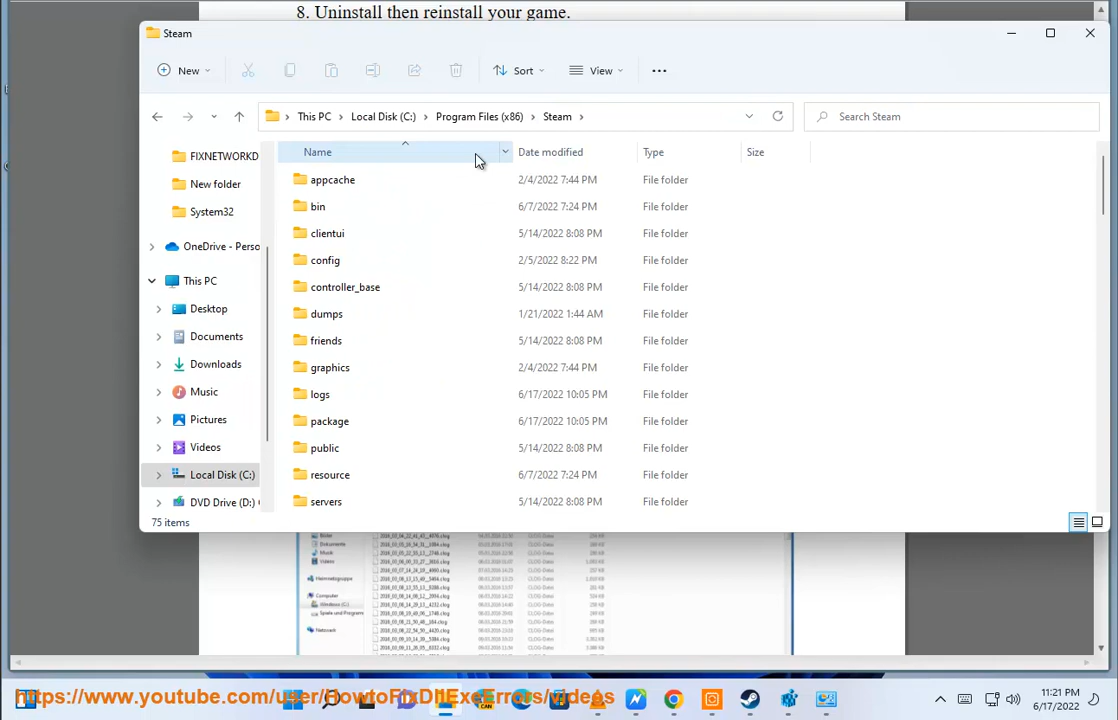 8. Uninstall then reinstall your game.
Steam
New
Sort
View
This PC > Local Disk (C:) > Program Files (x86) > Steam >
Search Steam
FIXNETWORKD
New folder
System32
OneDrive - Perso
This PC
Desktop
Documents
Downloads
Music
Pictures
Videos
Local Disk (C:)
DVD Drive (D:)
Name Date modified Type Size
appcache 2/4/2022 7:44 PM File folder
bin 6/7/2022 7:24 PM File folder
clientui 5/14/2022 8:08 PM File folder
config 2/5/2022 8:22 PM File folder
controller_base 5/14/2022 8:08 PM File folder
dumps 1/21/2022 1:44 AM File folder
friends 5/14/2022 8:08 PM File folder
graphics 2/4/2022 7:44 PM File folder
logs 6/17/2022 10:05 PM File folder
package 6/17/2022 10:05 PM File folder
public 5/14/2022 8:08 PM File folder
resource 6/7/2022 7:24 PM File folder
servers 5/14/2022 8:08 PM File folder
75 items
Dokumente
Musik
Videos
Heimnetzgruppe
Computer
Windows (C:)
Netzwerk
https://www.youtube.com/user/HowtoFixDllExeErrors/videos
11:21 PM
6/17/2022